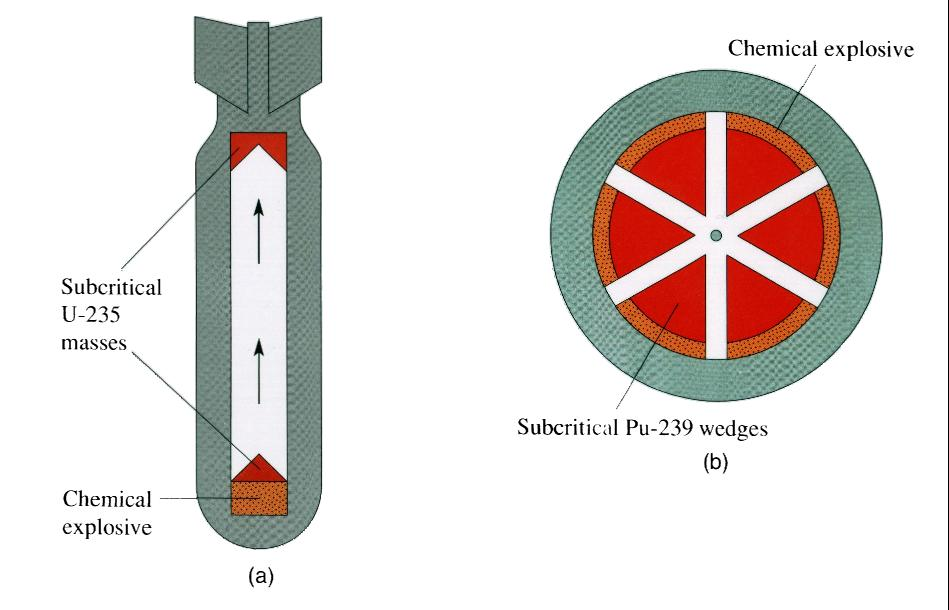 Chemical explosive
Subcritical
U-235
masses
Chemical
explosive
Subcritical Pu-239 wedges
(a)
(b)